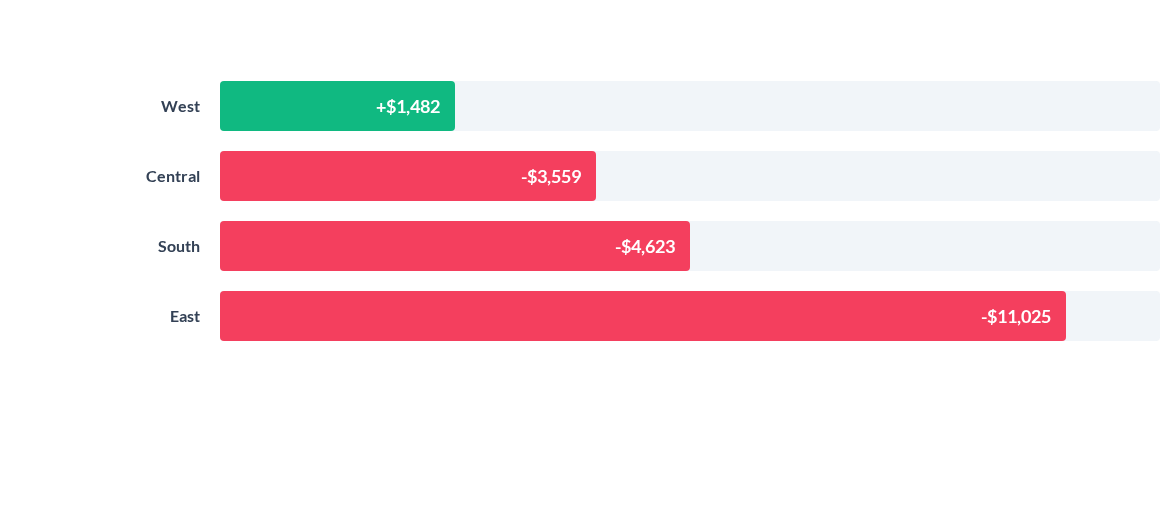 West +$1,482
Central -$3,559
South -$4,623
East -$11,025